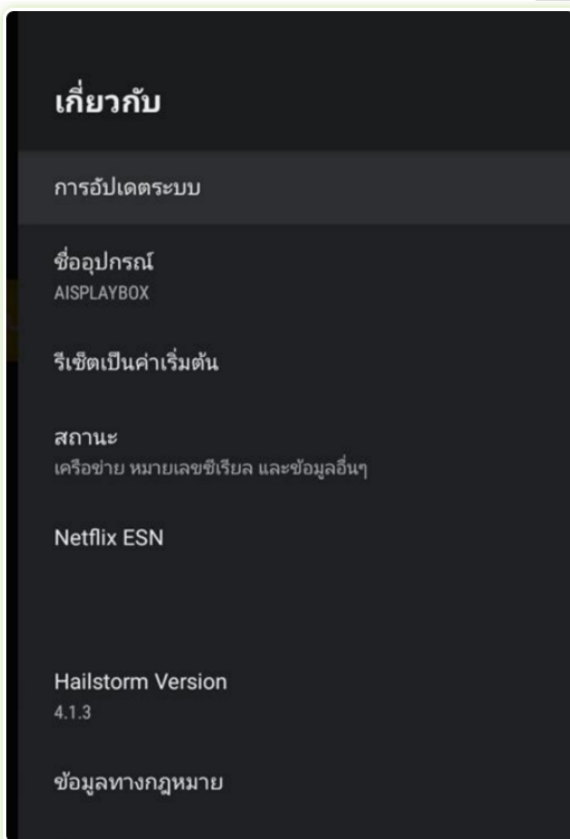 เกี่ยวกับ
การอัปเดตระบบ
ชื่ออุปกรณ์
AISPLAYBOX
รีเซ็ตเป็นค่าเริ่มต้น
สถานะ
เครือข่าย หมายเลขซีเรียล และข้อมูลอื่นๆ
Netflix ESN
Hailstorm Version
4.1.3
ข้อมูลทางกฎหมาย